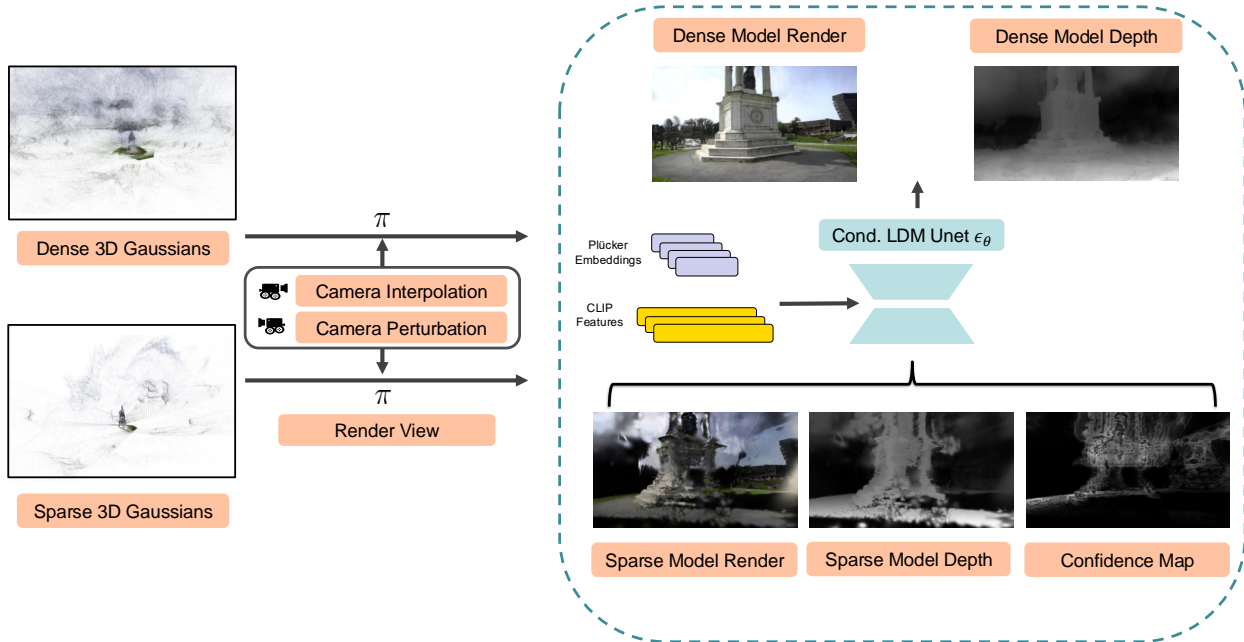 Dense Model Render
Dense Model Depth
Dense 3D Gaussians
π
Camera Interpolation
Camera Perturbation
π
Render View
Sparse 3D Gaussians
Plücker
Embeddings
CLIP
Features
Cond. LDM Unet ϵθ
Sparse Model Render
Sparse Model Depth
Confidence Map